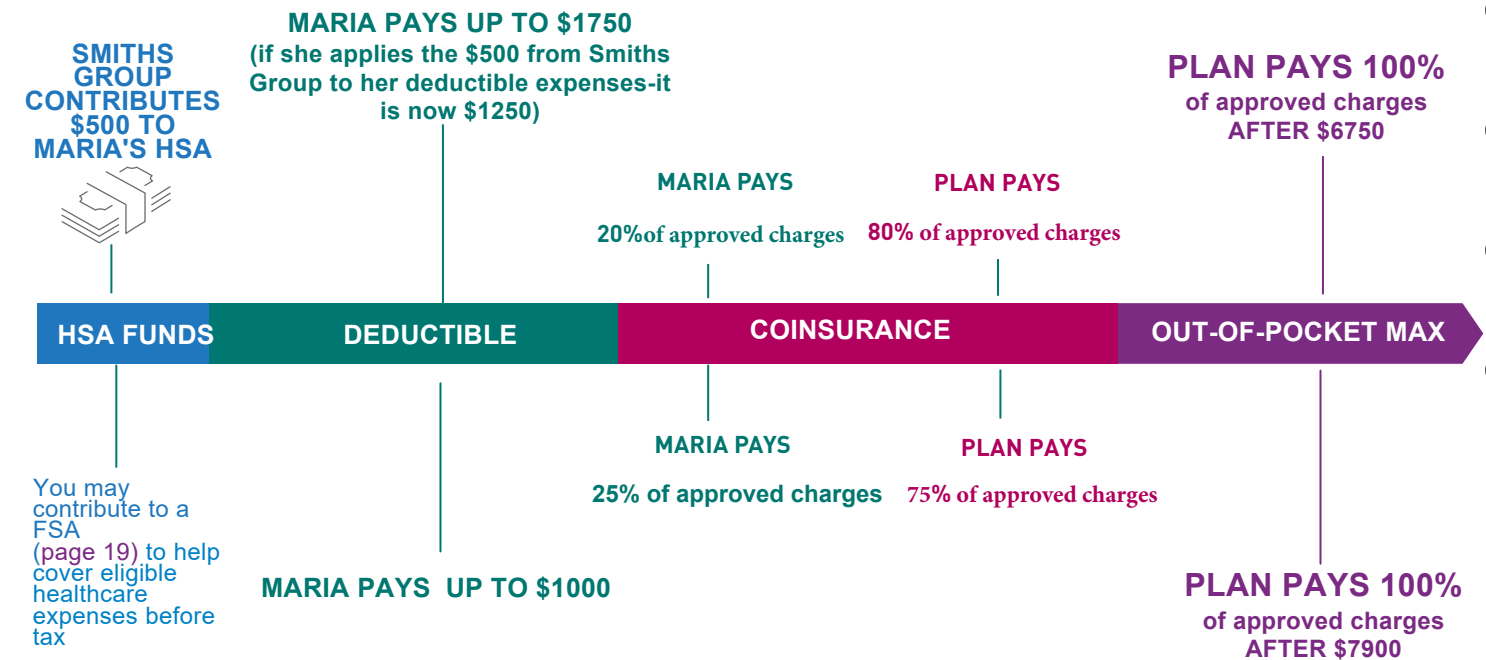 SMITHS
GROUP
CONTRIBUTES
$500 TO
MARIA'S HSA
MARIA PAYS UP TO $1750
(if she applies the $500 from Smiths
Group to her deductible expenses-it
is now $1250)
MARIA PAYS
20%of approved charges
PLAN PAYS
80% of approved charges
PLAN PAYS 100%
of approved charges
AFTER $6750
HSA FUNDS
DEDUCTIBLE
COINSURANCE
OUT-OF-POCKET MAX
You may
contribute to a
FSA
(page 19) to help
cover eligible
healthcare
expenses before
tax
MARIA PAYS UP TO $1000
MARIA PAYS
25% of approved charges
PLAN PAYS
75% of approved charges
PLAN PAYS 100%
of approved charges
AFTER $7900